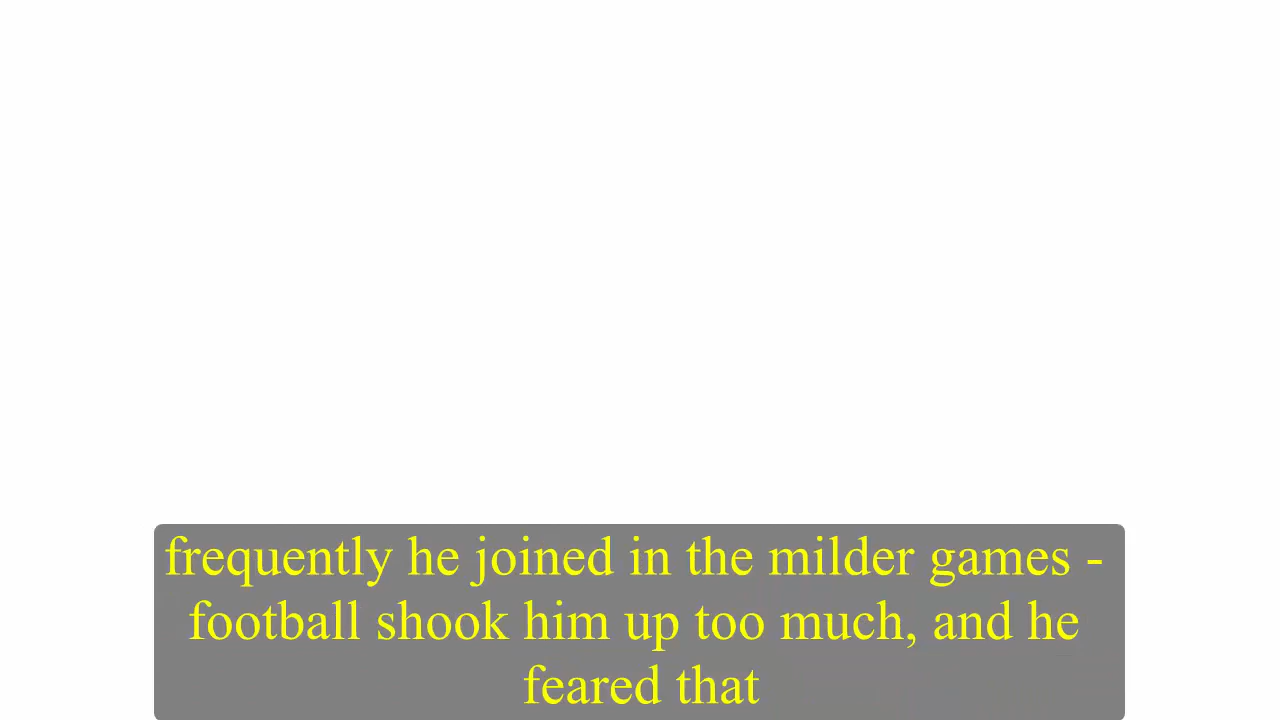 frequently he joined in the milder games -
football shook him up too much, and he
feared that